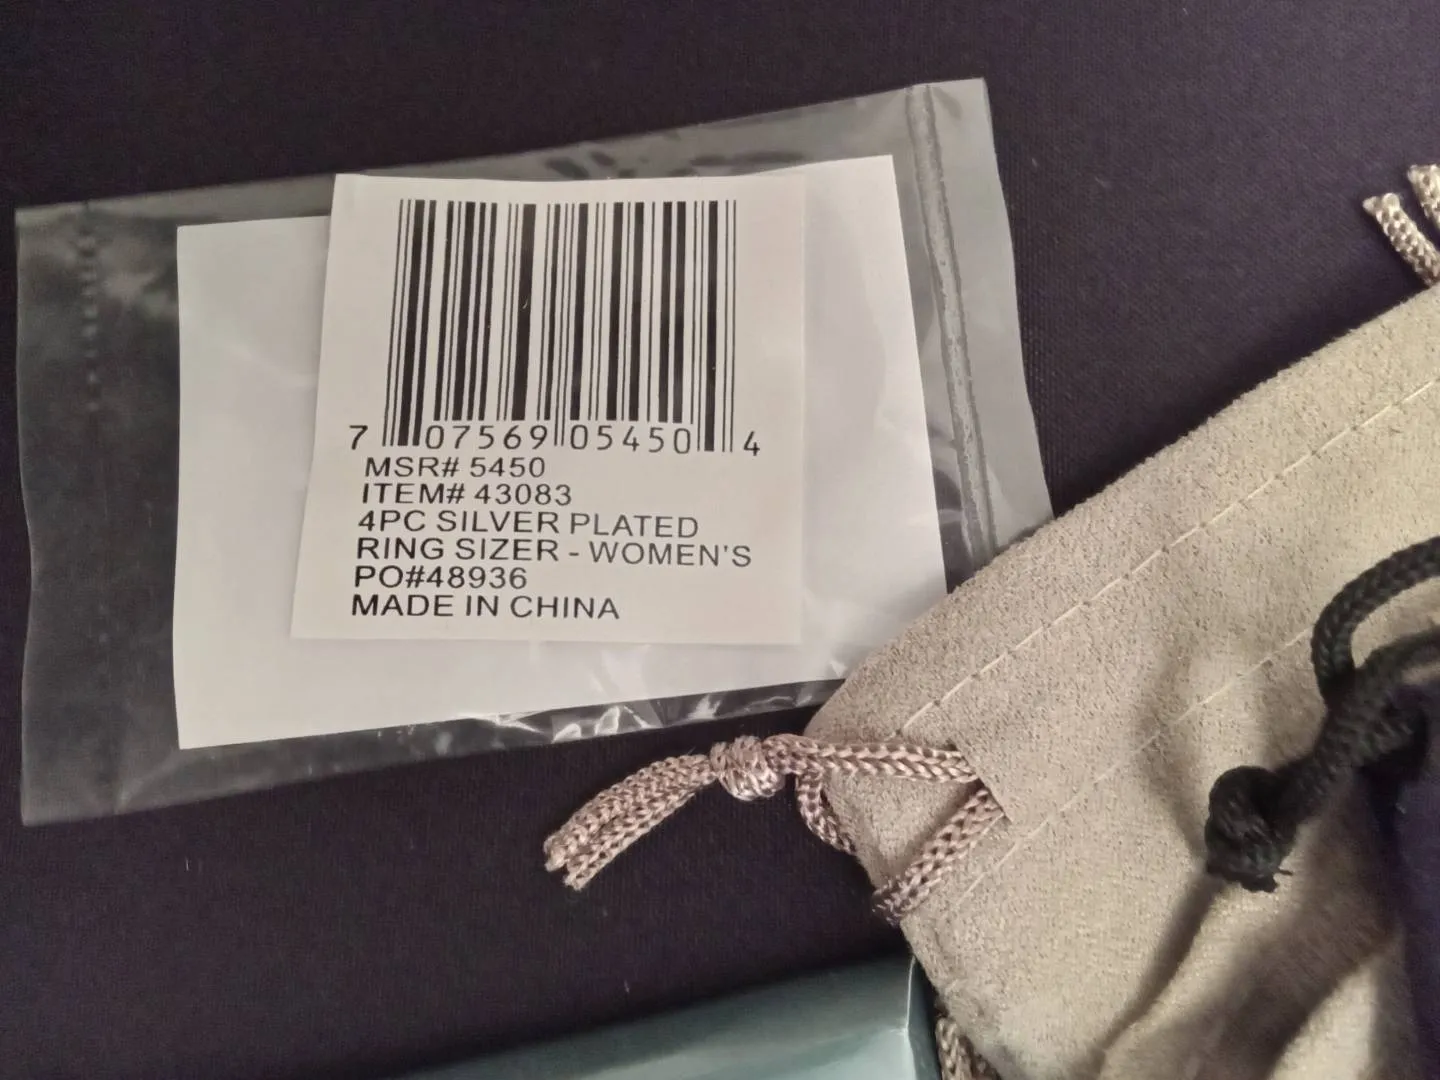 7 07569 05450 4
MSR# 5450
ITEM# 43083
4PC SILVER PLATED
RING SIZER - WOMEN'S
PO#48936
MADE IN CHINA